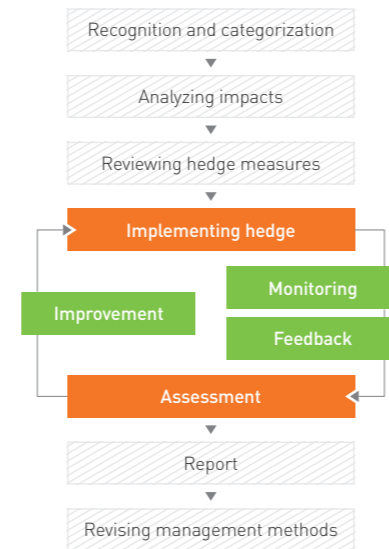 Recognition and categorization
Analyzing impacts
Reviewing hedge measures
Implementing hedge
Monitoring
Improvement
Feedback
Assessment
Report
Revising management methods